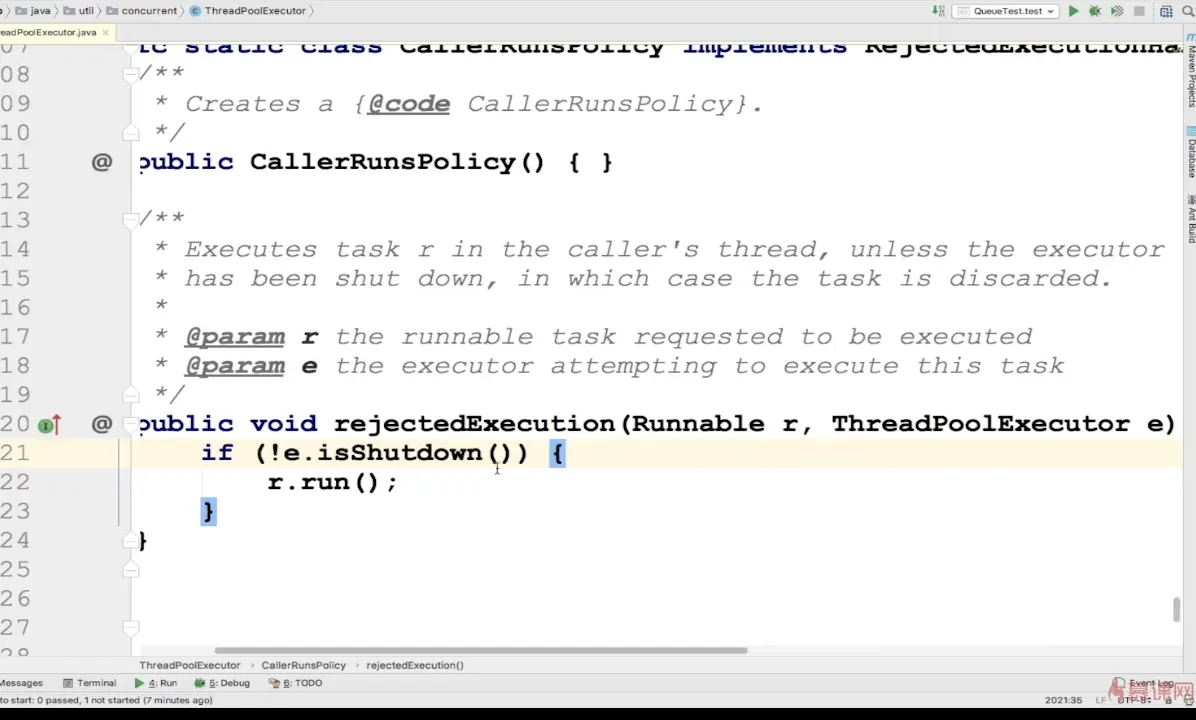 java util concurrent ThreadPoolExecutor QueueTest.test
eadPoolExecutor.java
static class CallerRunsPolicy implements RejectedExecutionHa
08 /**
09 * Creates a {@code CallerRunsPolicy}.
10 */
11 @ public CallerRunsPolicy() { }
12
13 /**
14 * Executes task r in the caller's thread, unless the executor
15 * has been shut down, in which case the task is discarded.
16 *
17 * @param r the runnable task requested to be executed
18 * @param e the executor attempting to execute this task
19 */
20 @ public void rejectedExecution(Runnable r, ThreadPoolExecutor e)
21 if (!e.isShutdown()) {
22 r.run();
23 }
24 }
25
26
27
Maven Projects
Database
Ant Build
ThreadPoolExecutor CallerRunsPolicy rejectedExecution()
Messages Terminal 4: Run 5: Debug 6: TODO Event Log
to start: 0 passed, 1 not started (7 minutes ago) 2021:35 LF UTF-8
慕课网